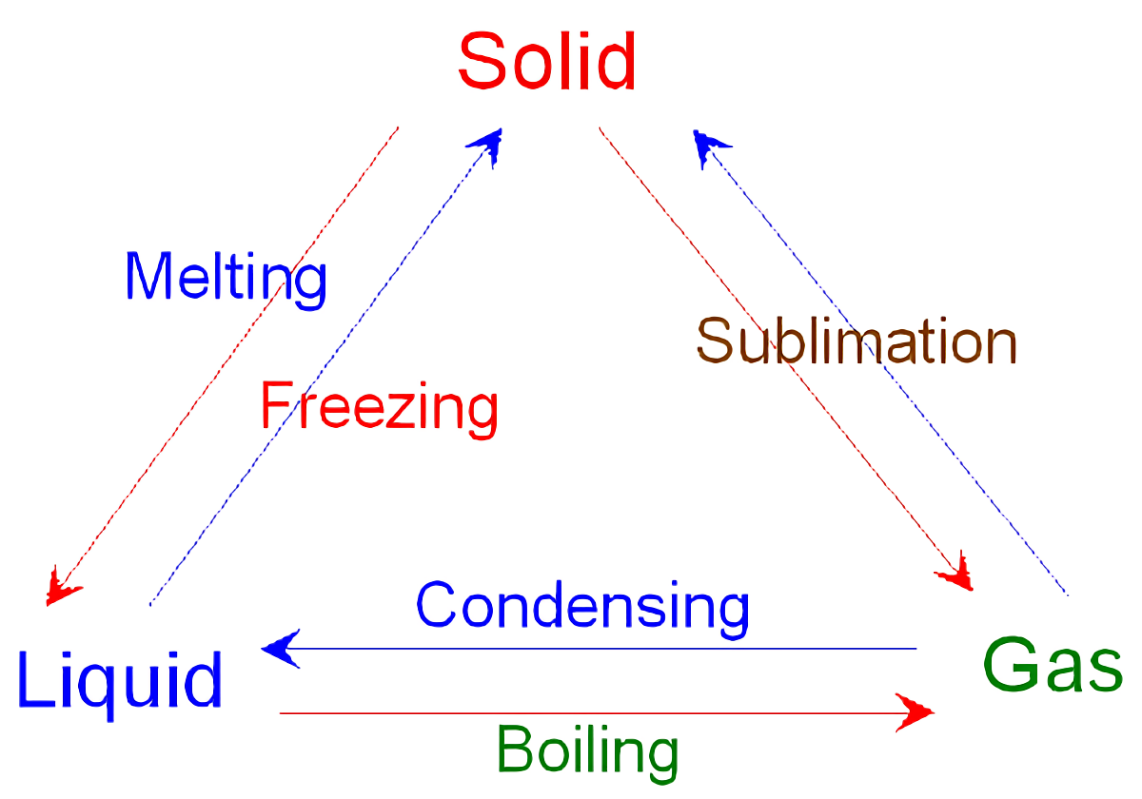 Solid
Melting
Sublimation
Freezing
Condensing
Liquid
Gas
Boiling